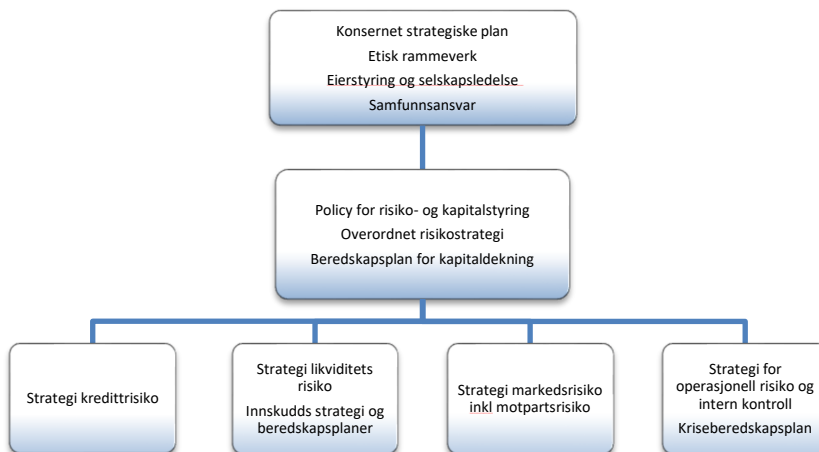 Konsernet strategiske plan
Etisk rammeverk
Eierstyring og selskapsledelse
Samfunnsansvar
Policy for risiko- og kapitalstyring
Overordnet risikostrategi
Beredskapsplan for kapitaldekning
Strategi kredittrisiko
Strategi likviditets
risiko
Innskudds strategi og
beredskapsplaner
Strategi markedsrisiko
inkl motpartsrisiko
Strategi for
operasjonell risiko og
intern kontroll
Kriseberedskapsplan